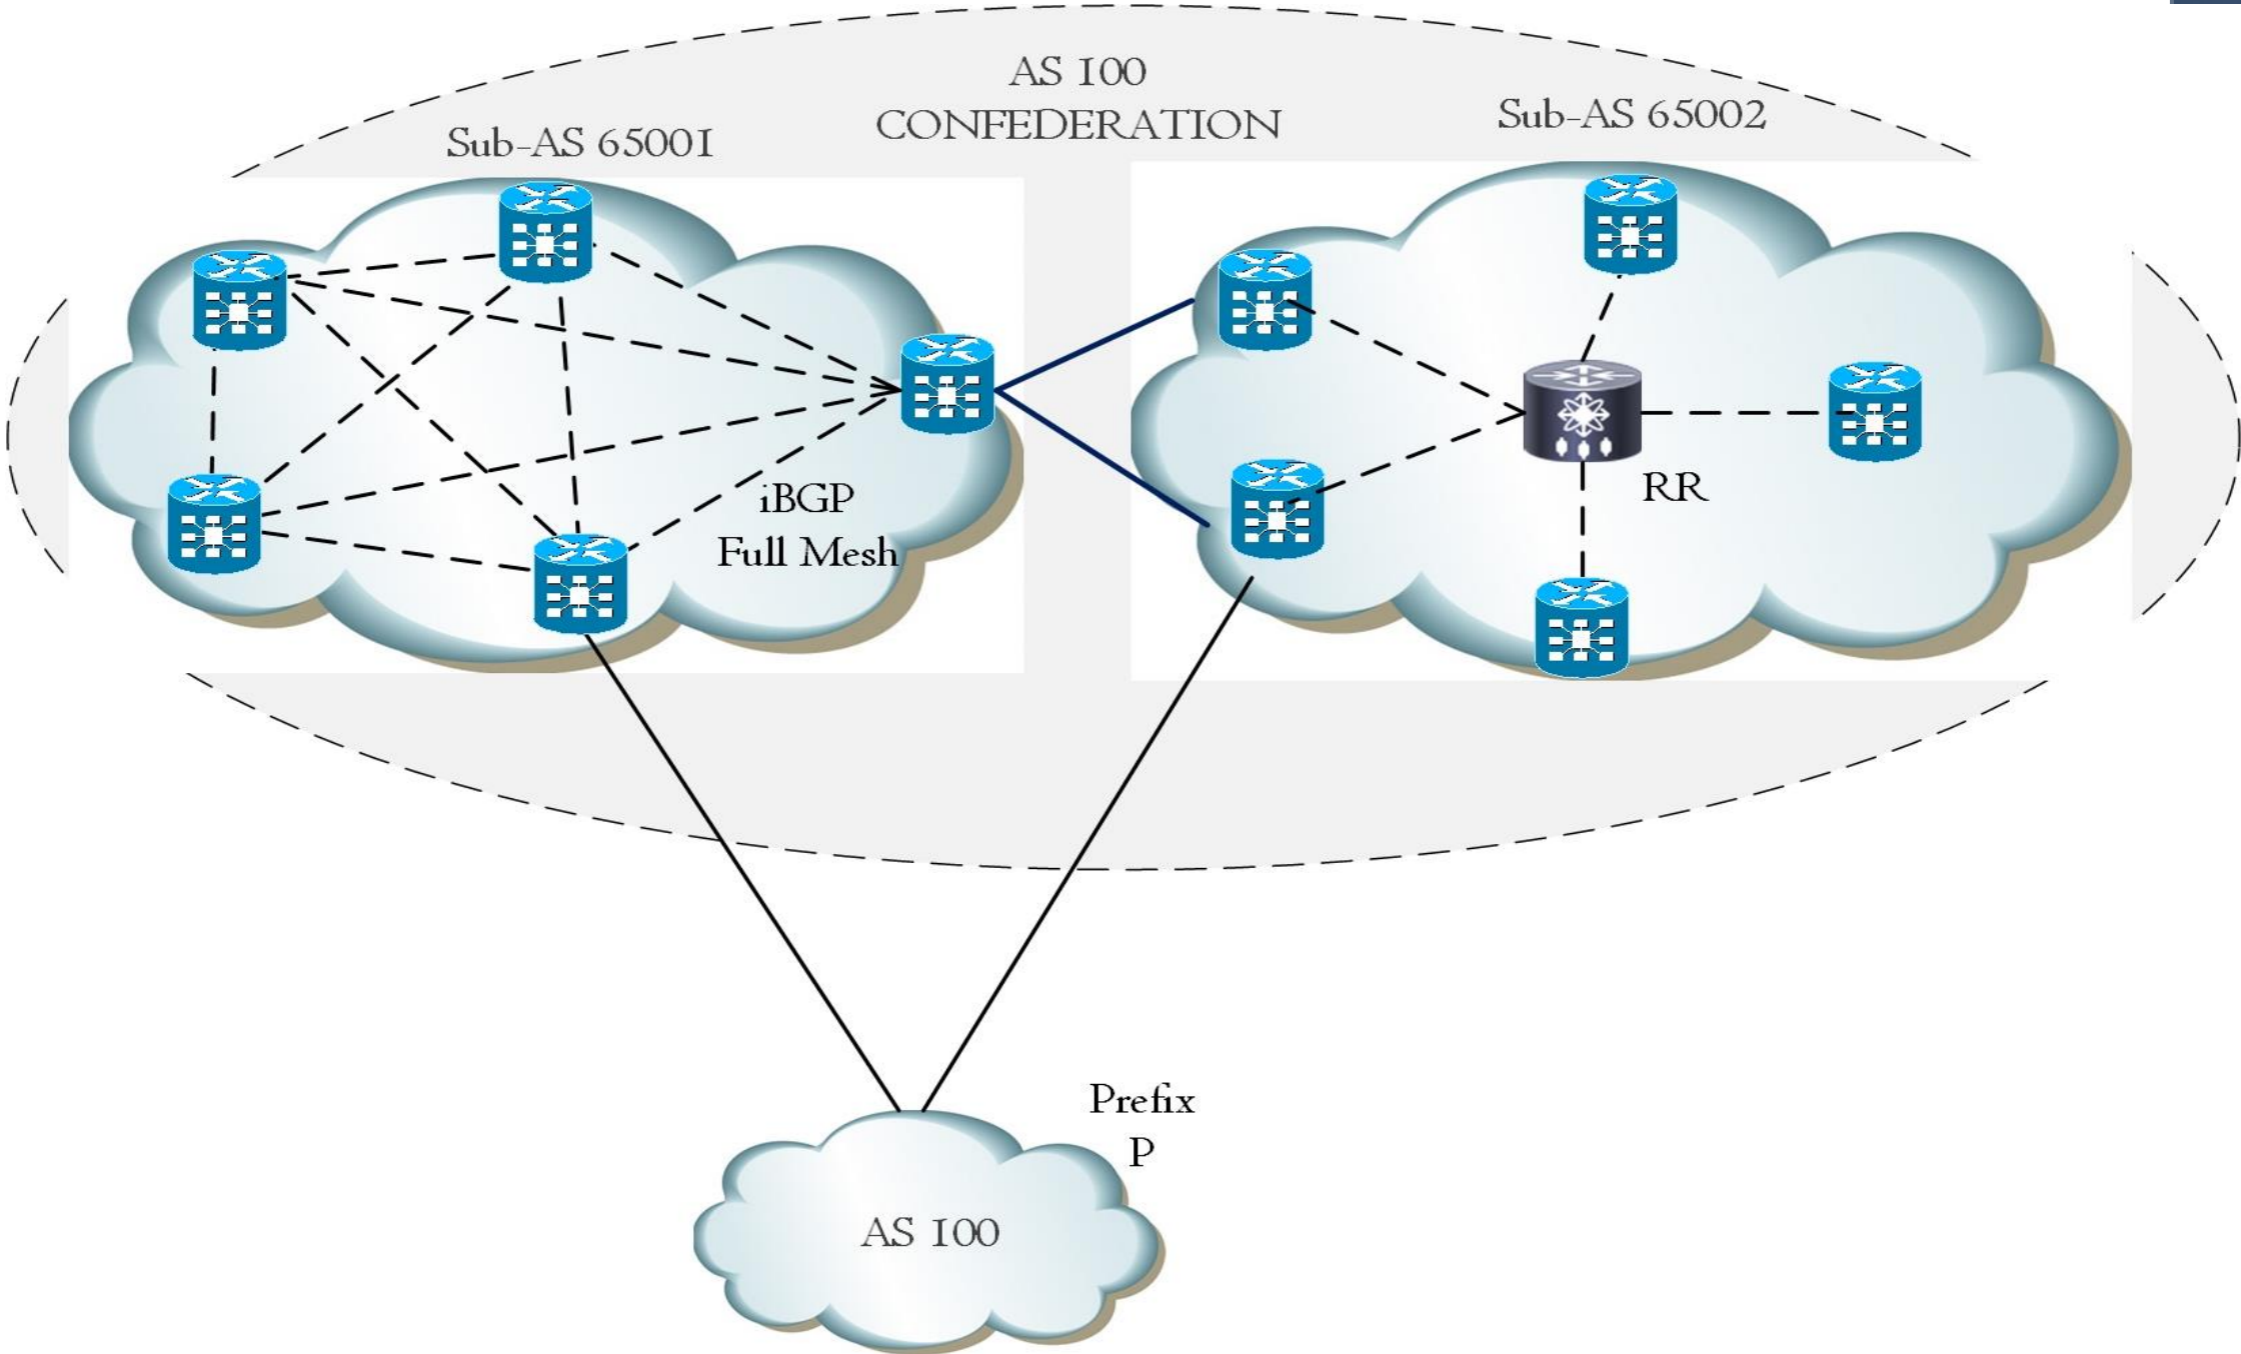 AS 100
CONFEDERATION
Sub-AS 65001
Sub-AS 65002
iBGP
Full Mesh
RR
Prefix
P
AS 100